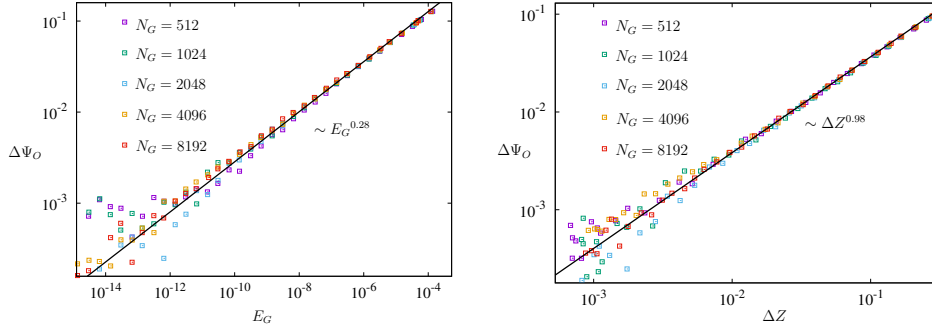 10⁻¹
N_G = 512
N_G = 1024
N_G = 2048
10⁻²
N_G = 4096
∼ E_G^0.28
N_G = 8192
ΔΨ_O
10⁻³
10⁻¹⁴
10⁻¹²
10⁻¹⁰
10⁻⁸
10⁻⁶
10⁻⁴
E_G
10⁻¹
N_G = 512
N_G = 1024
N_G = 2048
10⁻²
N_G = 4096
∼ ΔZ^0.98
N_G = 8192
ΔΨ_O
10⁻³
10⁻³
10⁻²
10⁻¹
ΔZ